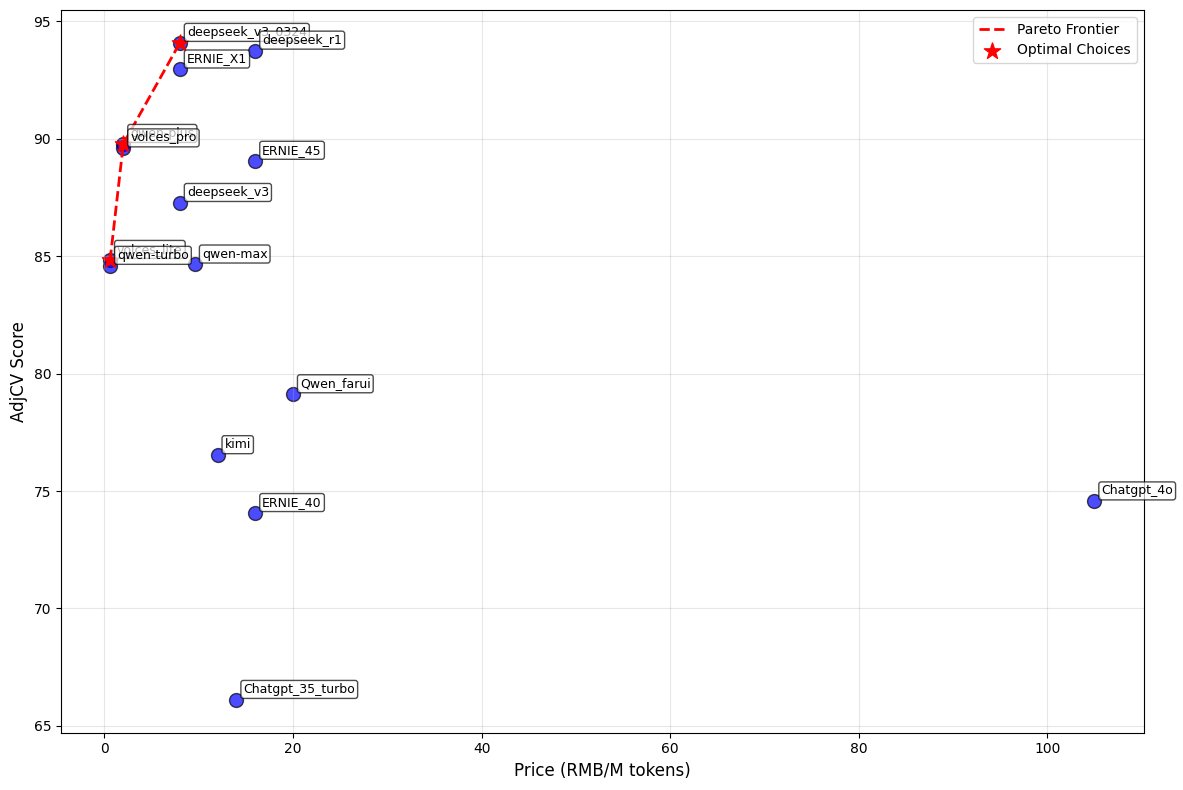 95
90
85
80
75
70
65
AdjCV Score
0
20
40
60
80
100
Price (RMB/M tokens)
Pareto Frontier
Optimal Choices
deepseek_v3_0324
deepseek_r1
ERNIE_X1
volces_pro
ERNIE_45
deepseek_v3
volces_lite
qwen-turbo
qwen-max
Qwen_farui
kimi
ERNIE_40
Chatgpt_4o
Chatgpt_35_turbo